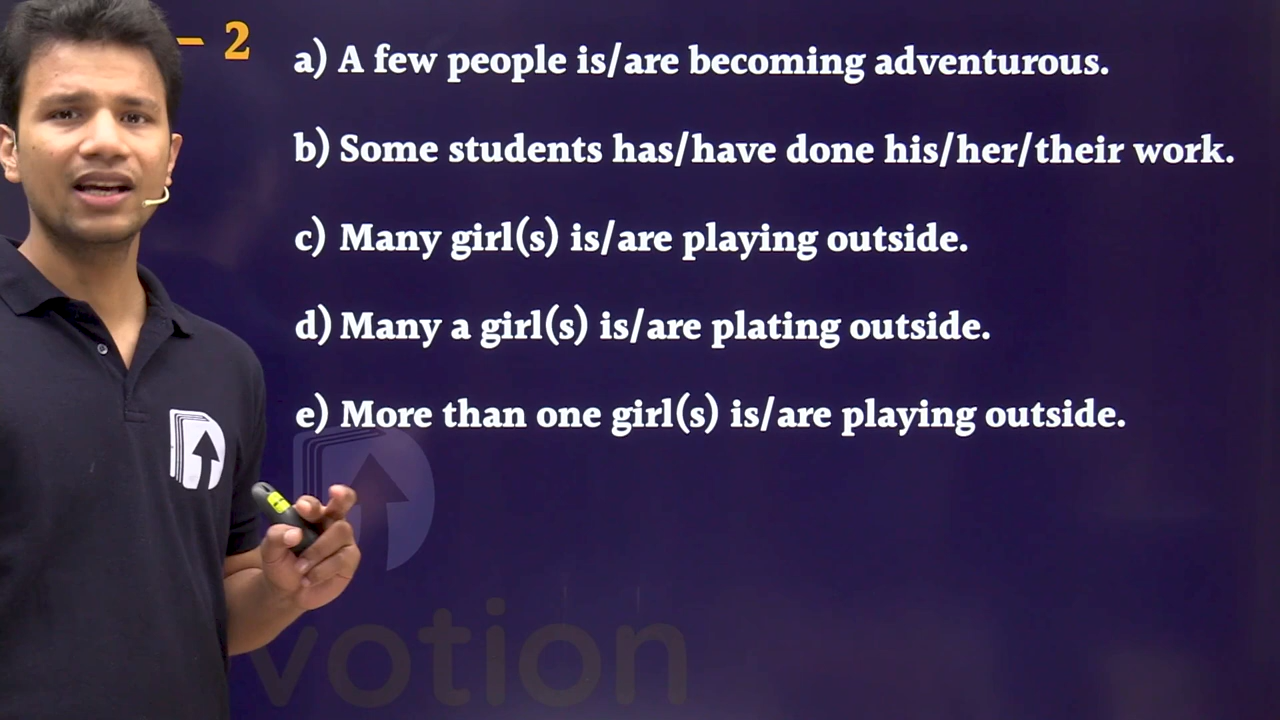 – 2
a) A few people is/are becoming adventurous.
b) Some students has/have done his/her/their work.
c) Many girl(s) is/are playing outside.
d) Many a girl(s) is/are plating outside.
e) More than one girl(s) is/are playing outside.
votion